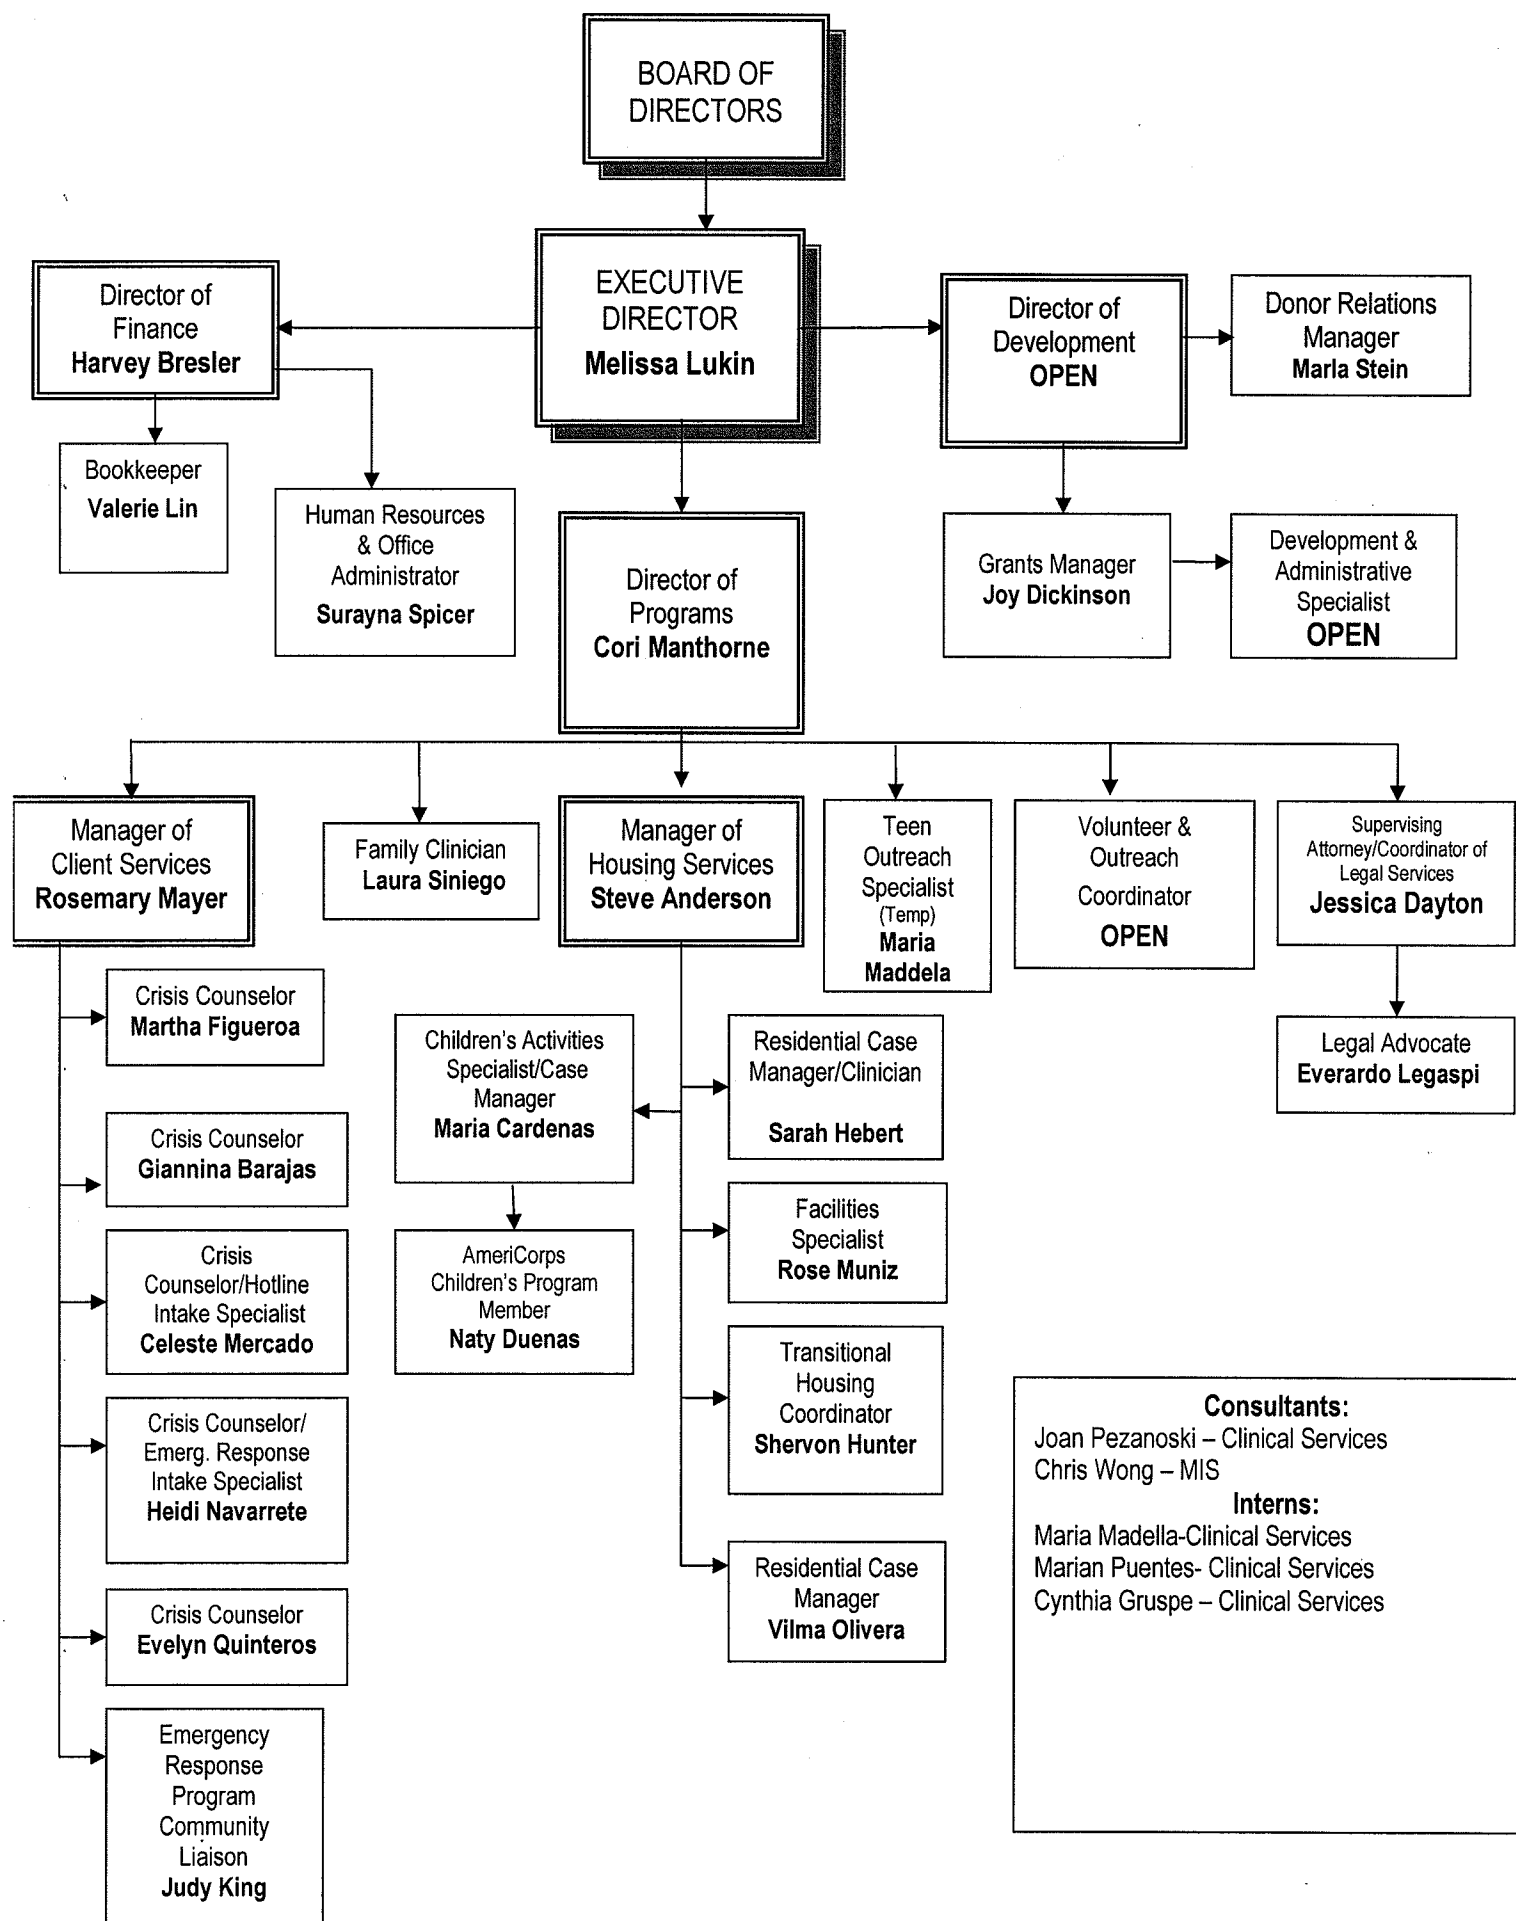 BOARD OF
DIRECTORS
EXECUTIVE
DIRECTOR
Melissa Lukin
Director of
Finance
Harvey Bresler
Director of
Development
OPEN
Donor Relations
Manager
Marla Stein
Bookkeeper
Valerie Lin
Human Resources
& Office
Administrator
Surayna Spicer
Director of
Programs
Cori Manthorne
Grants Manager
Joy Dickinson
Development &
Administrative
Specialist
OPEN
Manager of
Client Services
Rosemary Mayer
Family Clinician
Laura Siniego
Manager of
Housing Services
Steve Anderson
Teen
Outreach
Specialist
(Temp)
Maria
Maddela
Volunteer &
Outreach
Coordinator
OPEN
Supervising
Attorney/Coordinator of
Legal Services
Jessica Dayton
Crisis Counselor
Martha Figueroa
Crisis Counselor
Giannina Barajas
Crisis
Counselor/Hotline
Intake Specialist
Celeste Mercado
Crisis Counselor/
Emerg. Response
Intake Specialist
Heidi Navarrete
Crisis Counselor
Evelyn Quinteros
Emergency
Response
Program
Community
Liaison
Judy King
Children's Activities
Specialist/Case
Manager
Maria Cardenas
AmeriCorps
Children's Program
Member
Naty Duenas
Residential Case
Manager/Clinician
Sarah Hebert
Facilities
Specialist
Rose Muniz
Transitional
Housing
Coordinator
Shervon Hunter
Residential Case
Manager
Vilma Olivera
Legal Advocate
Everardo Legaspi
Consultants:
Joan Pezanoski – Clinical Services
Chris Wong – MIS
Interns:
Maria Madella-Clinical Services
Marian Puentes- Clinical Services
Cynthia Gruspe – Clinical Services